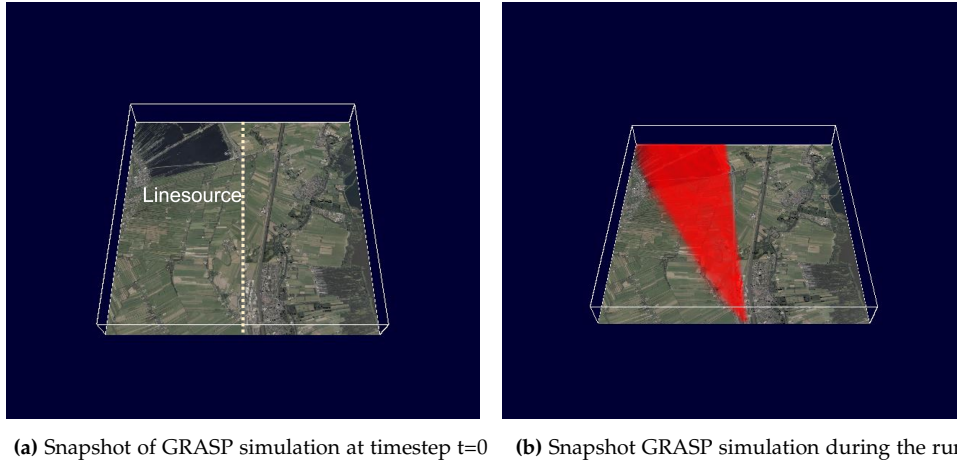 Linesource
(a) Snapshot of GRASP simulation at timestep t=0
(b) Snapshot GRASP simulation during the